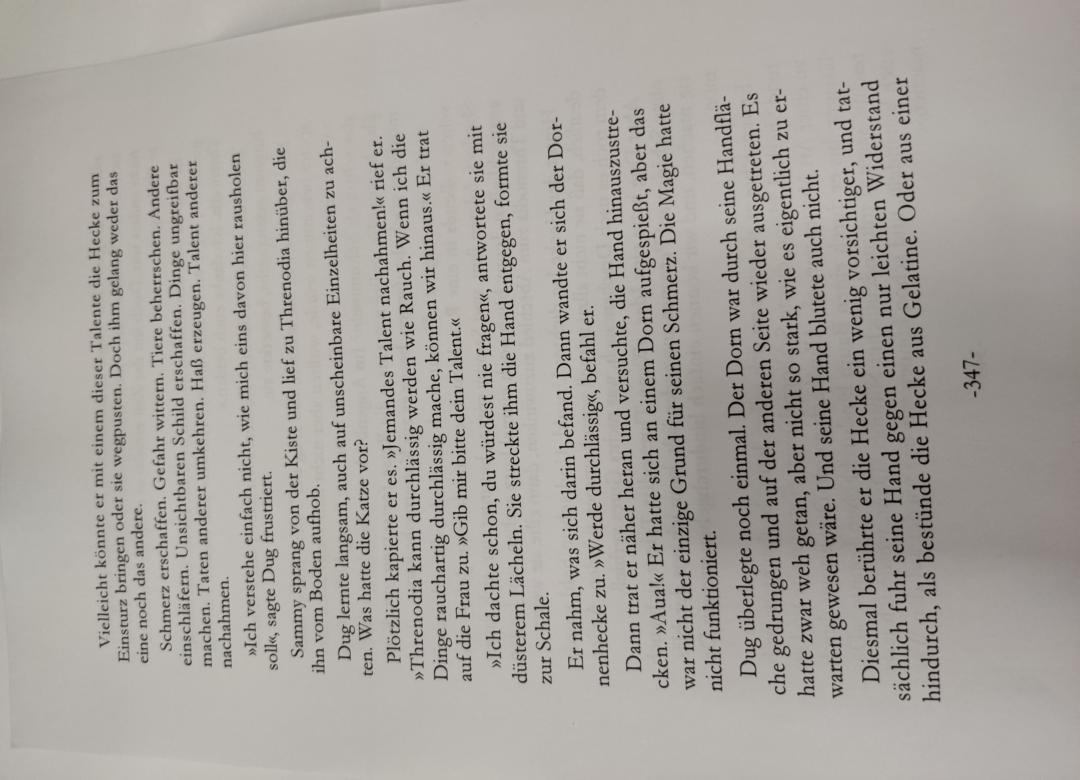 Vielleicht könnte er mit einem dieser Talente die Hecke zum
Einsturz bringen oder sie wegpusten. Doch ihm gelang weder das
eine noch das andere.
Schmerz erschaffen. Gefahr wittern. Tiere beherrschen. Andere
einschläfern. Unsichtbaren Schild erschaffen. Dinge ungreifbar
machen. Taten anderer umkehren. Haß erzeugen. Talent anderer
nachahmen.
»Ich verstehe einfach nicht, wie mich eins davon hier rausholen
soll«, sagte Dug frustriert.
Sammy sprang von der Kiste und lief zu Threnodia hinüber, die
ihn vom Boden aufhob.
Dug lernte langsam, auch auf unscheinbare Einzelheiten zu ach-
ten. Was hatte die Katze vor?
Plötzlich kapierte er es. »Jemandes Talent nachahmen!« rief er.
»Threnodia kann durchlässig werden wie Rauch. Wenn ich die
Dinge rauchartig durchlässig mache, können wir hinaus.« Er trat
auf die Frau zu. »Gib mir bitte dein Talent.«
»Ich dachte schon, du würdest nie fragen«, antwortete sie mit
düsterem Lächeln. Sie streckte ihm die Hand entgegen, formte sie
zur Schale.
Er nahm, was sich darin befand. Dann wandte er sich der Dor-
nenhecke zu. »Werde durchlässig«, befahl er.
Dann trat er näher heran und versuchte, die Hand hinauszustre-
cken. »Aua!« Er hatte sich an einem Dorn aufgespießt, aber das
war nicht der einzige Grund für seinen Schmerz. Die Magie hatte
nicht funktioniert.
Dug überlegte noch einmal. Der Dorn war durch seine Handflä-
che gedrungen und auf der anderen Seite wieder ausgetreten. Es
hatte zwar weh getan, aber nicht so stark, wie es eigentlich zu er-
warten gewesen wäre. Und seine Hand blutete auch nicht.
Diesmal berührte er die Hecke ein wenig vorsichtiger, und tat-
sächlich fuhr seine Hand gegen einen nur leichten Widerstand
hindurch, als bestünde die Hecke aus Gelatine. Oder aus einer
-347-